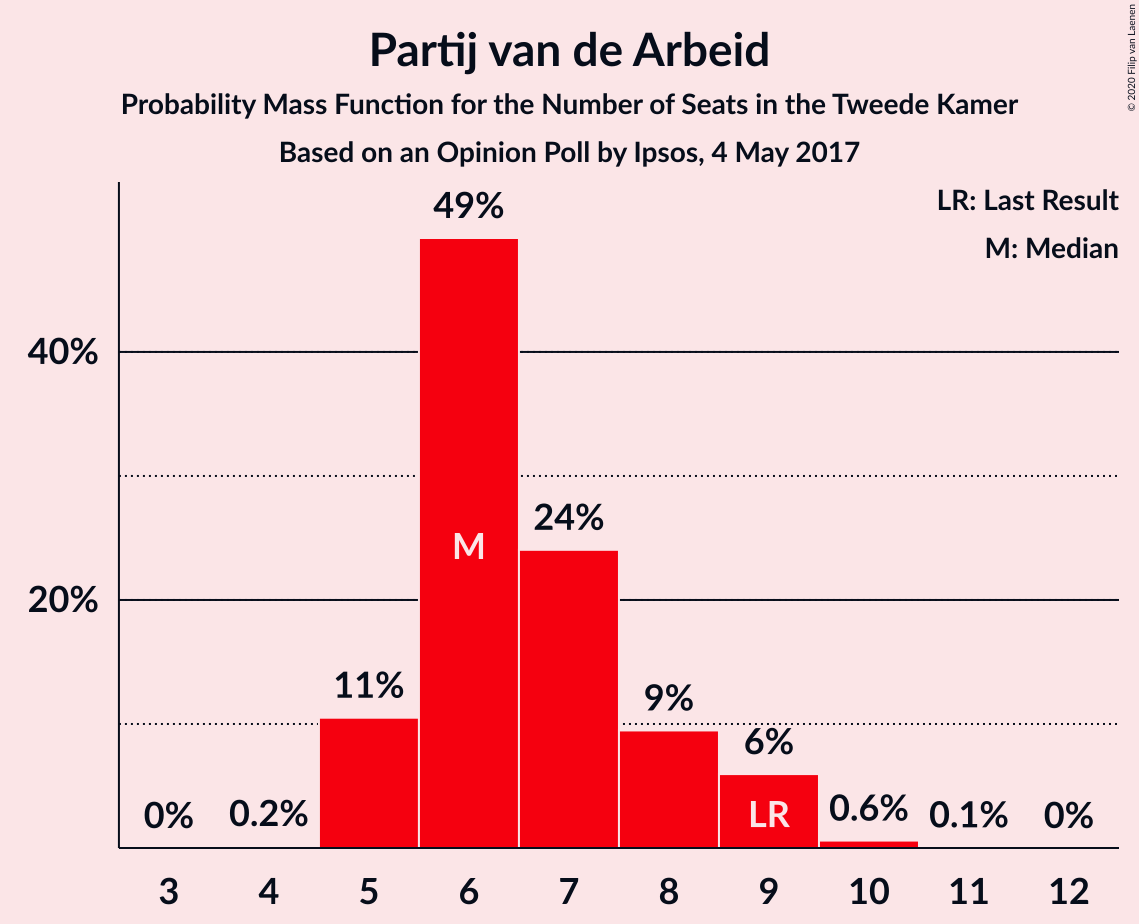 Partij van de Arbeid
Probability Mass Function for the Number of Seats in the Tweede Kamer
Based on an Opinion Poll by Ipsos, 4 May 2017
© 2020 Filip van Laenen
LR: Last Result
M: Median
49%
40%
24%
M
20%
11%
9%
6%
0%
0.2%
LR
0.6%
0.1%
0%
3 4 5 6 7 8 9 10 11 12